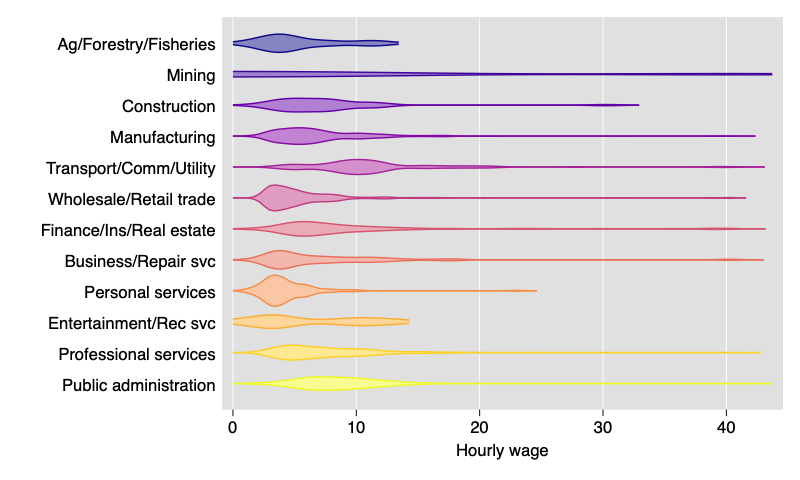 Ag/Forestry/Fisheries
Mining
Construction
Manufacturing
Transport/Comm/Utility
Wholesale/Retail trade
Finance/Ins/Real estate
Business/Repair svc
Personal services
Entertainment/Rec svc
Professional services
Public administration
0 10 20 30 40
Hourly wage